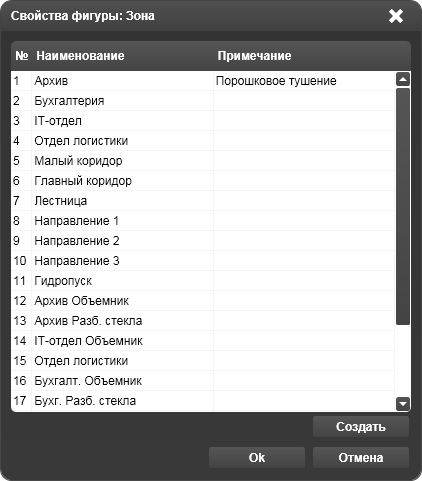 Свойства фигуры: Зона
№ Наименование Примечание
1 Архив Порошковое тушение
2 Бухгалтерия
3 IT-отдел
4 Отдел логистики
5 Малый коридор
6 Главный коридор
7 Лестница
8 Направление 1
9 Направление 2
10 Направление 3
11 Гидропуск
12 Архив Объемник
13 Архив Разб. стекла
14 IT-отдел Объемник
15 Отдел логистики
16 Бухгалт. Объемник
17 Бухг. Разб. стекла
Создать
Ok Отмена